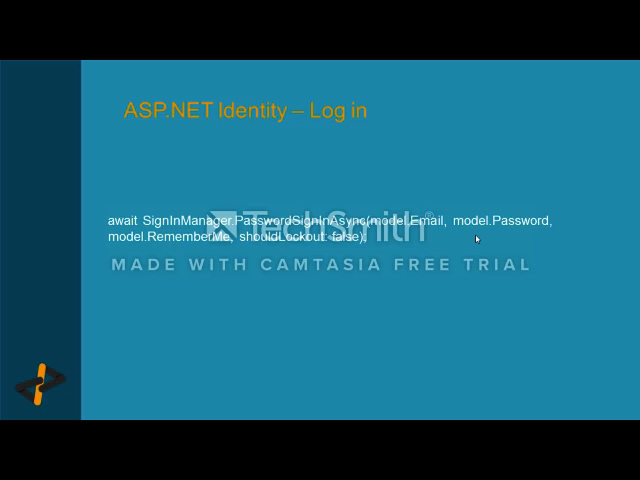 ASP.NET Identity – Log in
await SignInManager.PasswordSignInAsync(model.Email, model.Password,
model.RememberMe, shouldLockout: false);
TechSmith®
MADE WITH CAMTASIA FREE TRIAL